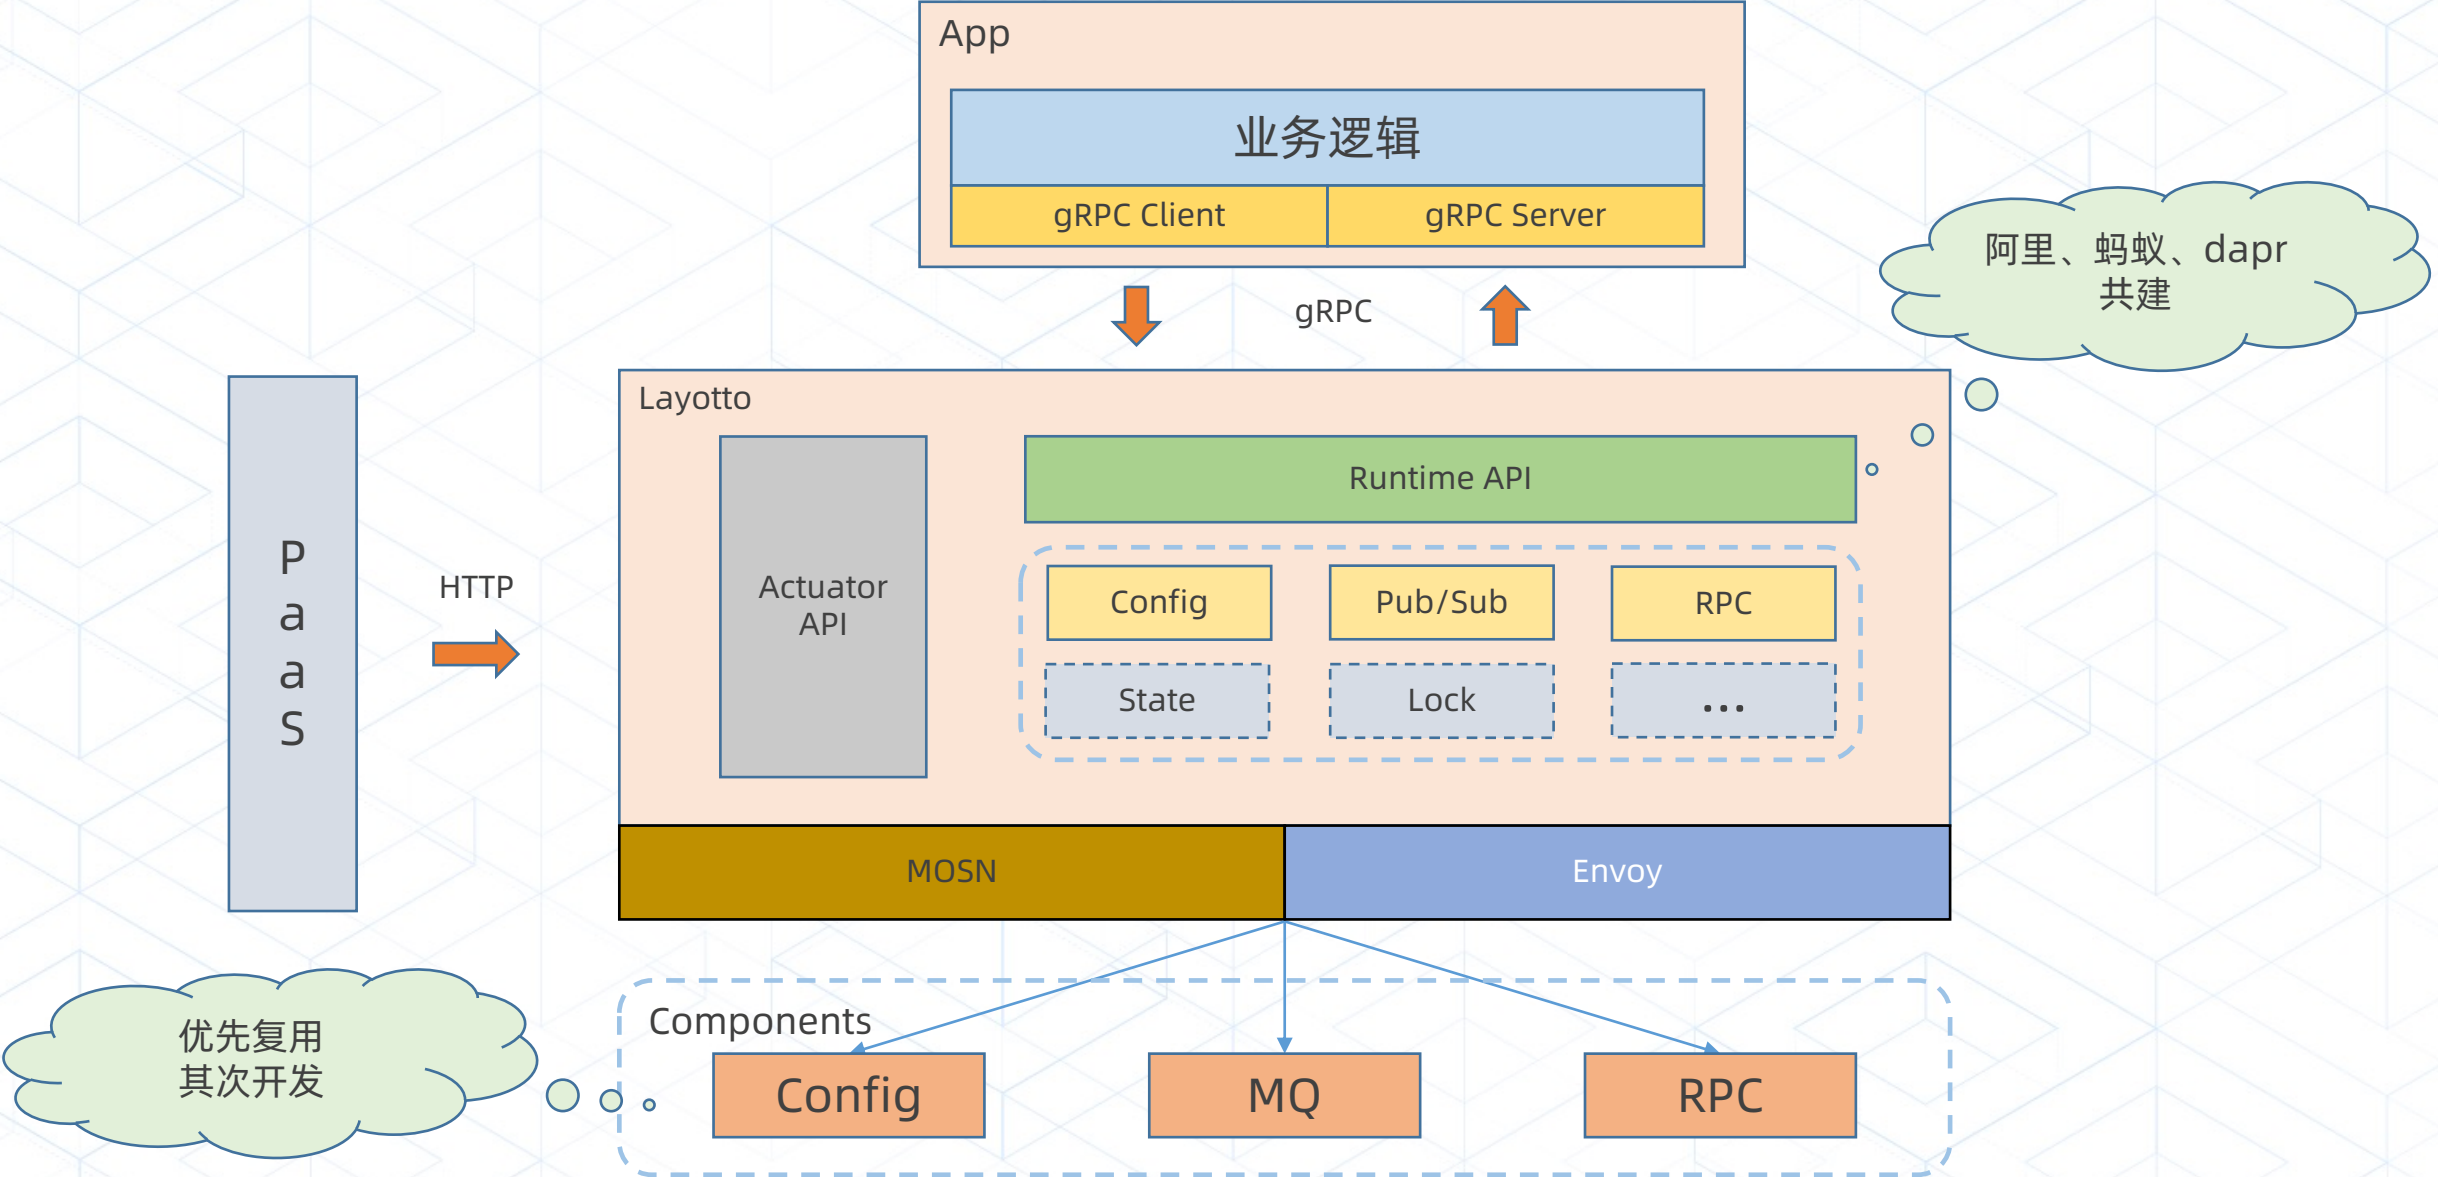 App
业务逻辑
gRPC Client
gRPC Server
gRPC
阿里、蚂蚁、dapr
共建
PaaS
HTTP
Layotto
Actuator
API
Runtime API
Config
Pub/Sub
RPC
State
Lock
...
MOSN
Envoy
优先复用
其次开发
Components
Config
MQ
RPC